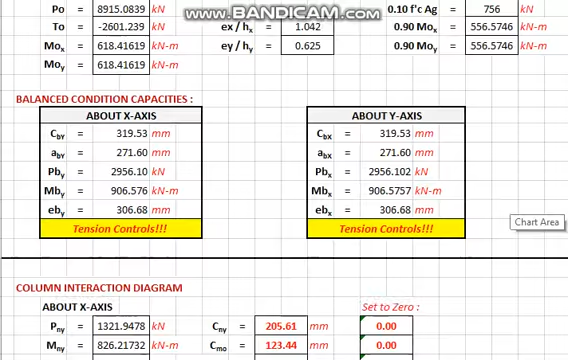 www.BANDICAM.com
Po = 8915.0839 kN 0.10 f'c Ag = 756 kN
To = -2601.239 kN ex / hx = 1.042 0.90 Mox = 556.5746 kN-m
Mox = 618.41619 kN-m ey / hy = 0.625 0.90 Moy = 556.5746 kN-m
Moy = 618.41619 kN-m
BALANCED CONDITION CAPACITIES :
ABOUT X-AXIS ABOUT Y-AXIS
CbY = 319.53 mm CbX = 319.53 mm
abY = 271.60 mm abX = 271.60 mm
Pby = 2956.10 kN Pbx = 2956.102 kN
Mby = 906.576 kN-m Mbx = 906.5757 kN-m
eby = 306.68 mm ebx = 306.68 mm
Tension Controls!!! Tension Controls!!!
Chart Area
COLUMN INTERACTION DIAGRAM
ABOUT X-AXIS Set to Zero :
Pny = 1321.9478 kN Cny = 205.61 mm 0.00
Mny = 826.21732 kN-m Cmo = 123.44 mm 0.00